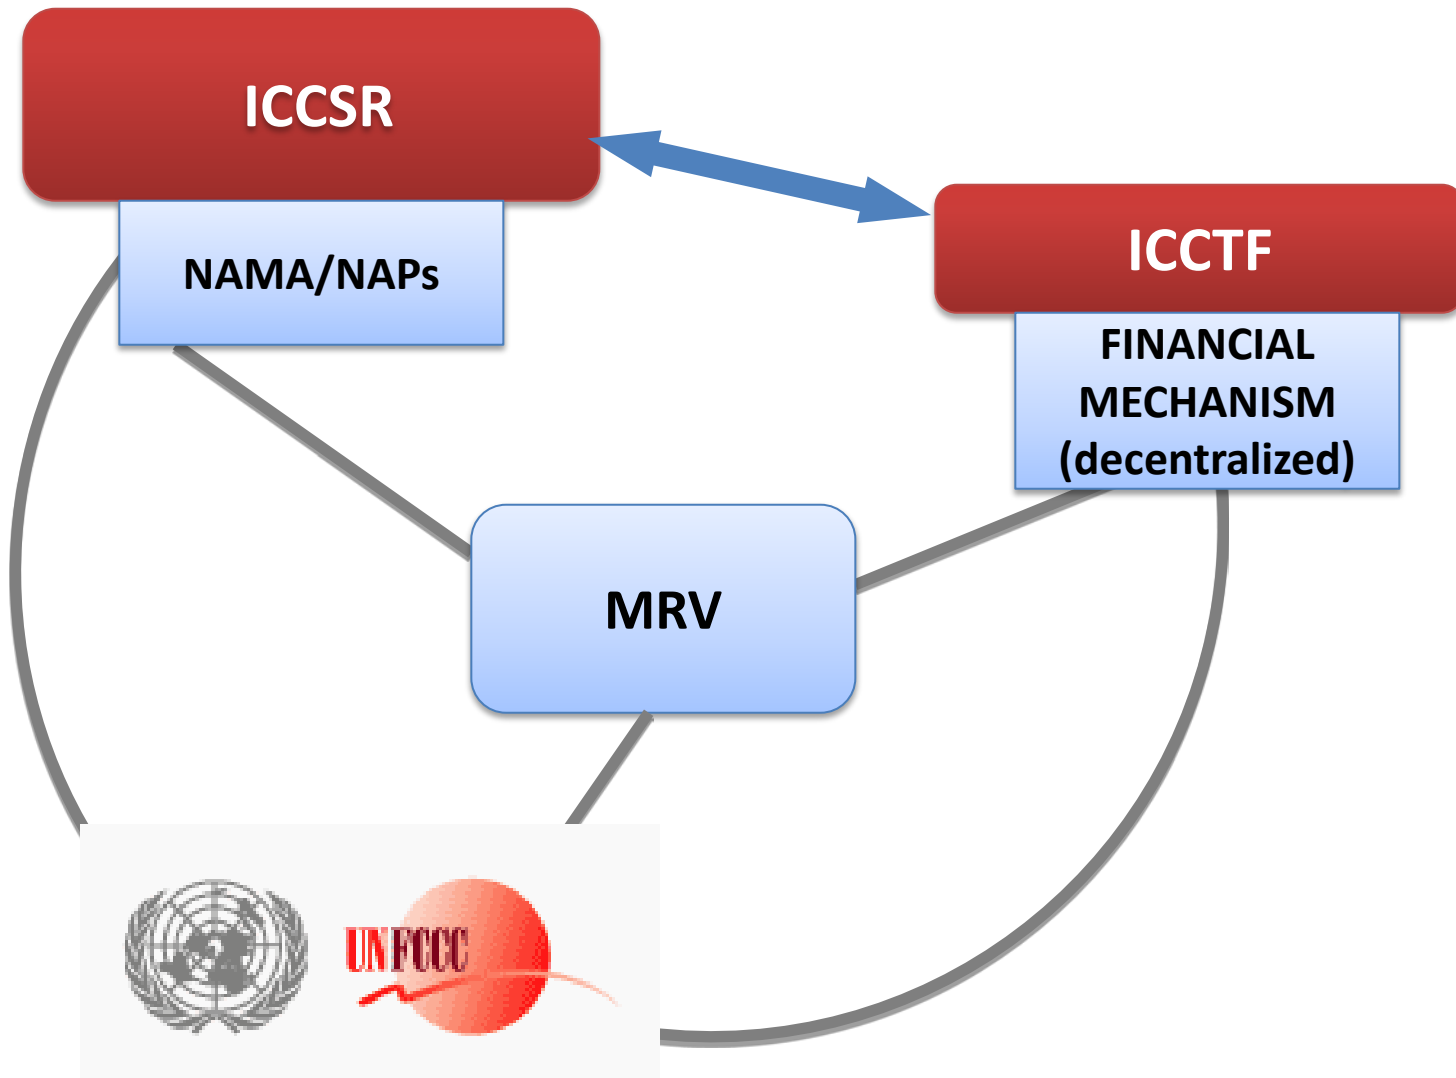 ICCSR
NAMA/NAPs
ICCTF
FINANCIAL
MECHANISM
(decentralized)
MRV
UNFCCC